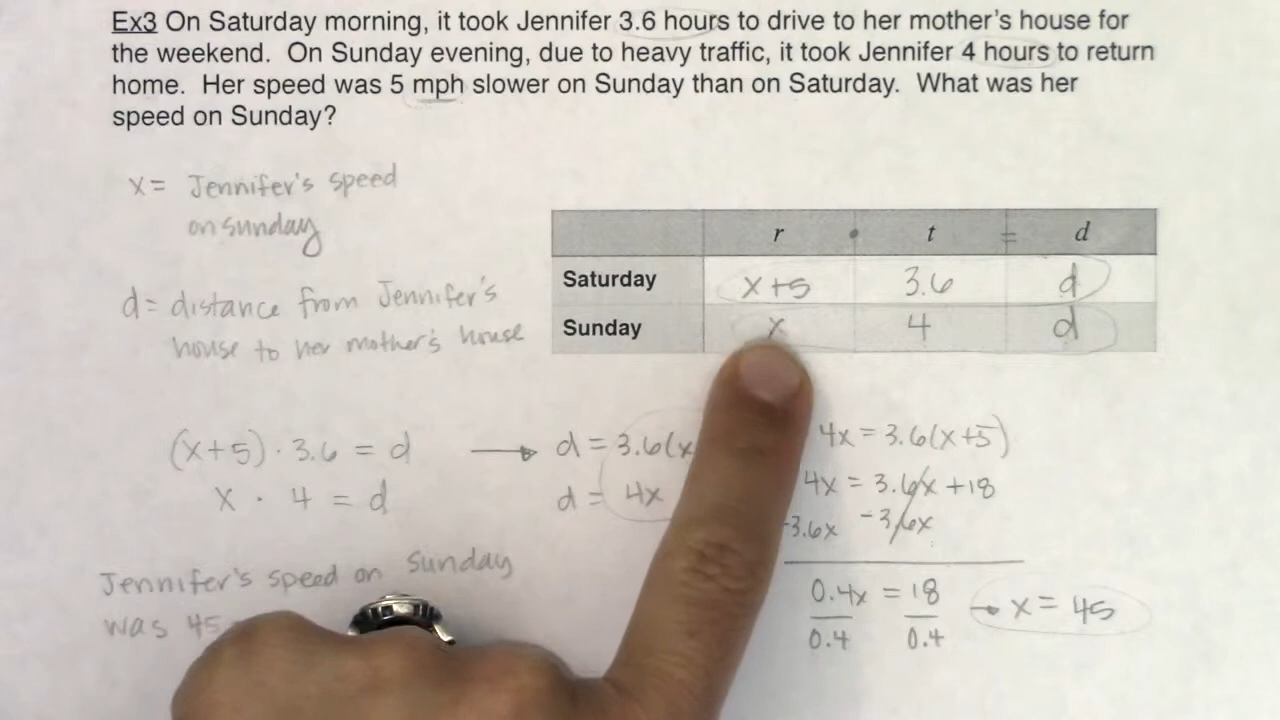 Ex3 On Saturday morning, it took Jennifer 3.6 hours to drive to her mother's house for
the weekend. On Sunday evening, due to heavy traffic, it took Jennifer 4 hours to return
home. Her speed was 5 mph slower on Sunday than on Saturday. What was her
speed on Sunday?
x = Jennifer's speed
on sunday
d = distance from Jennifer's
house to her mother's house
r • t = d
Saturday x+5 3.6 d
Sunday x 4 d
(x+5) · 3.6 = d → d = 3.6(x
x · 4 = d d = 4x
4x = 3.6(x+5)
4x = 3.6x +18
-3.6x -3.6x
0.4x = 18 → x = 45
0.4 0.4
Jennifer's speed on Sunday
was 45